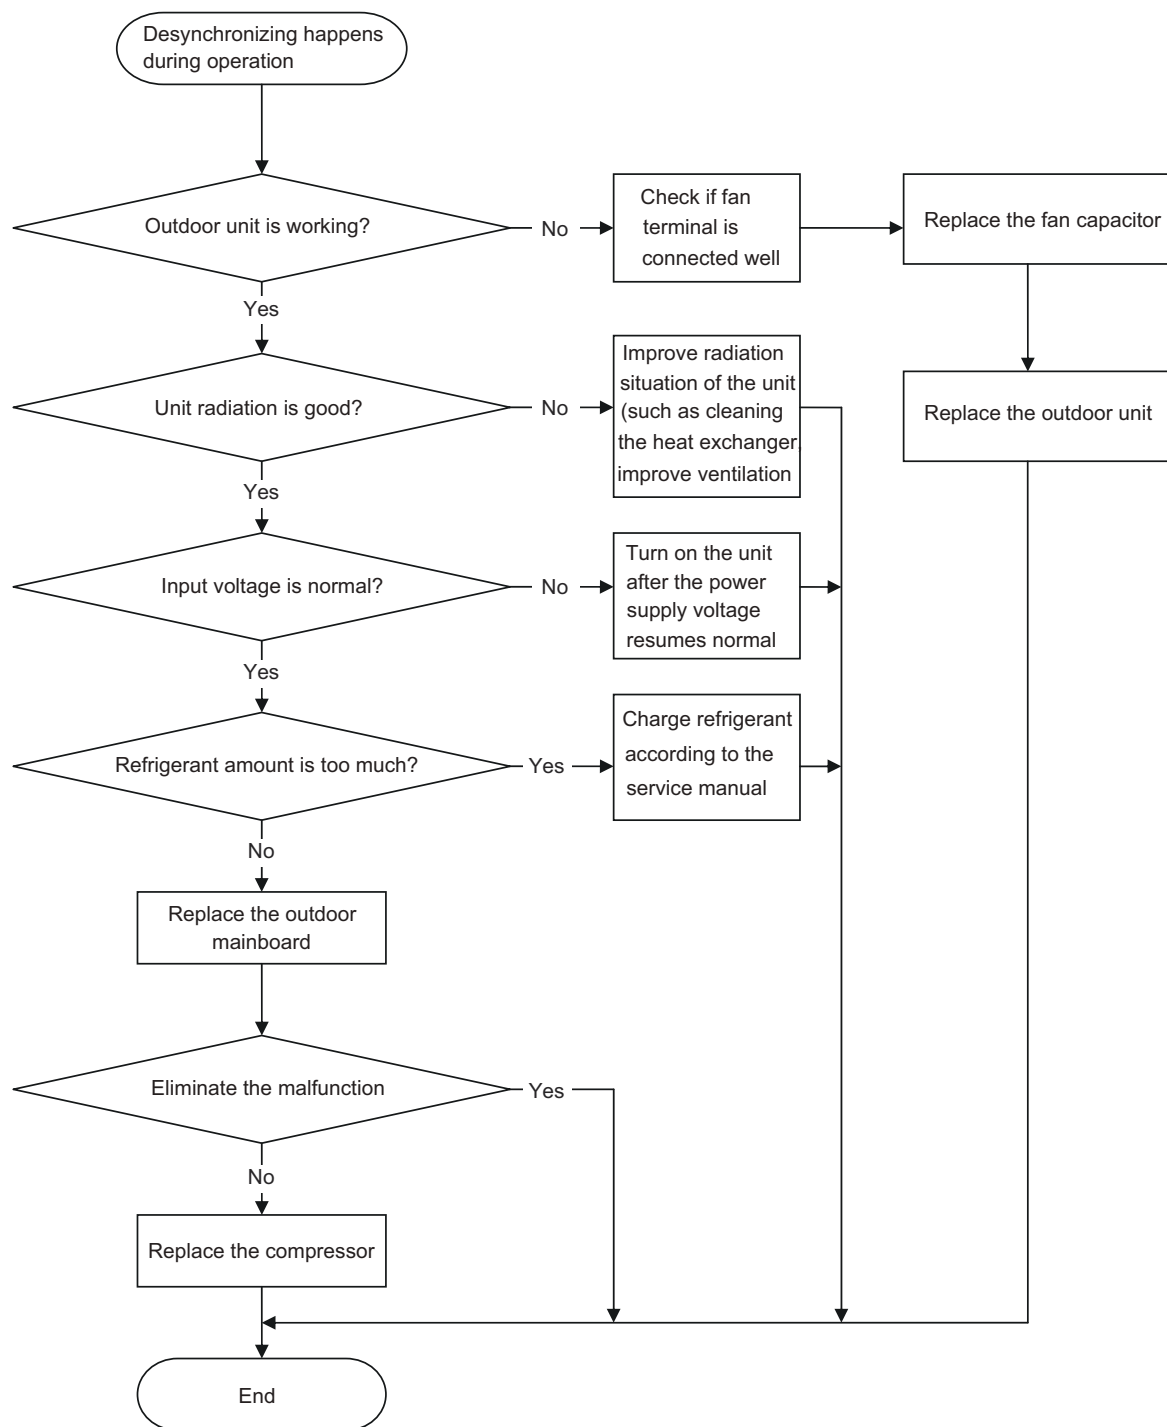 Desynchronizing happens
during operation
Outdoor unit is working?
No
Check if fan
terminal is
connected well
Replace the fan capacitor
Yes
Unit radiation is good?
No
Improve radiation
situation of the unit
(such as cleaning
the heat exchanger,
improve ventilation
Replace the outdoor unit
Yes
Input voltage is normal?
No
Turn on the unit
after the power
supply voltage
resumes normal
Yes
Refrigerant amount is too much?
Yes
Charge refrigerant
according to the
service manual
No
Replace the outdoor
mainboard
Eliminate the malfunction
Yes
No
Replace the compressor
End